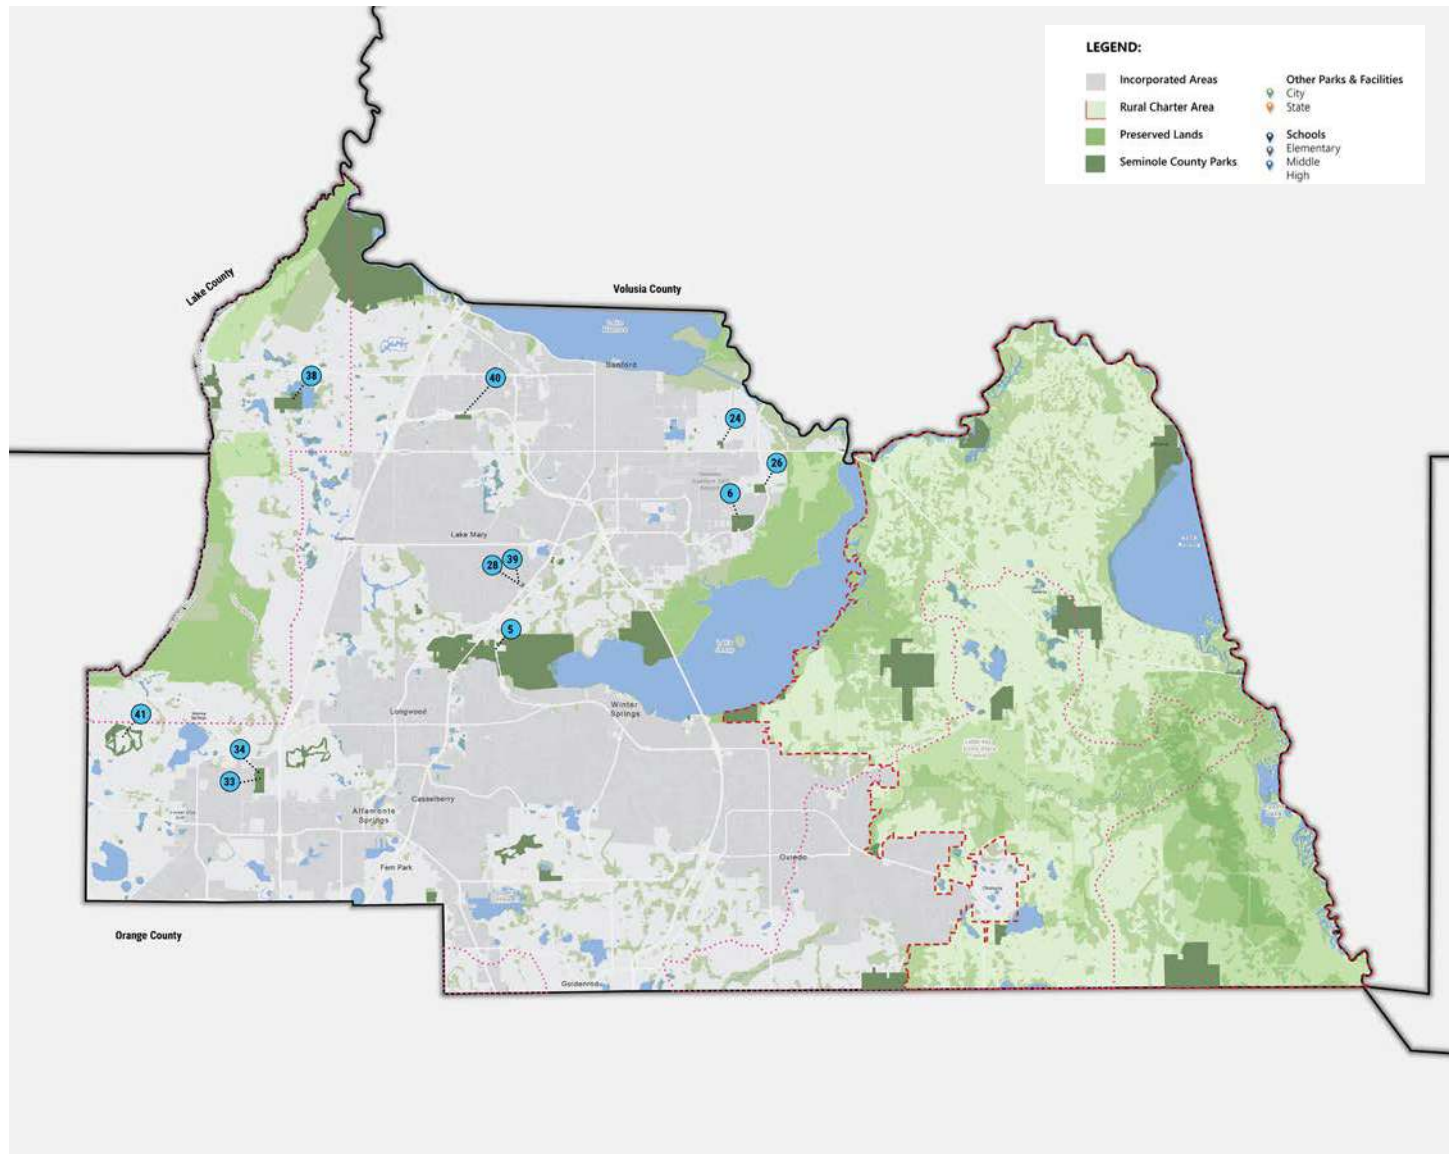 LEGEND:
Incorporated Areas
Rural Charter Area
Preserved Lands
Seminole County Parks
Other Parks & Facilities
City
State
Schools
Elementary
Middle
High
Lake County
Volusia County
Sanford
38
40
24
26
6
Lake Mary
28
39
5
41
Longwood
Winter
Springs
34
33
Casselberry
Altamonte
Springs
Oviedo
Fern Park
Orange County
Goldenrod